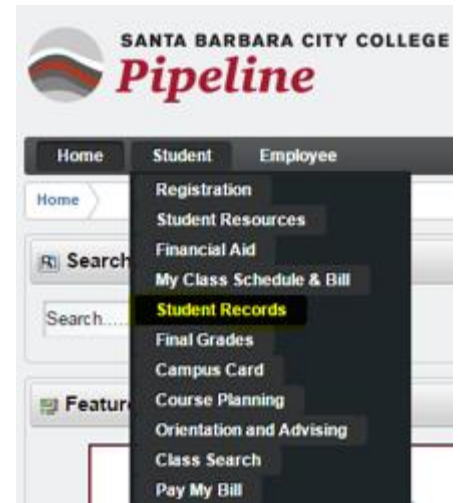 SANTA BARBARA CITY COLLEGE
Pipeline
Home Student Employee
Home
Registration
Student Resources
Financial Aid
Search
My Class Schedule & Bill
Search.....
Student Records
Final Grades
Campus Card
Course Planning
Orientation and Advising
Class Search
Pay My Bill